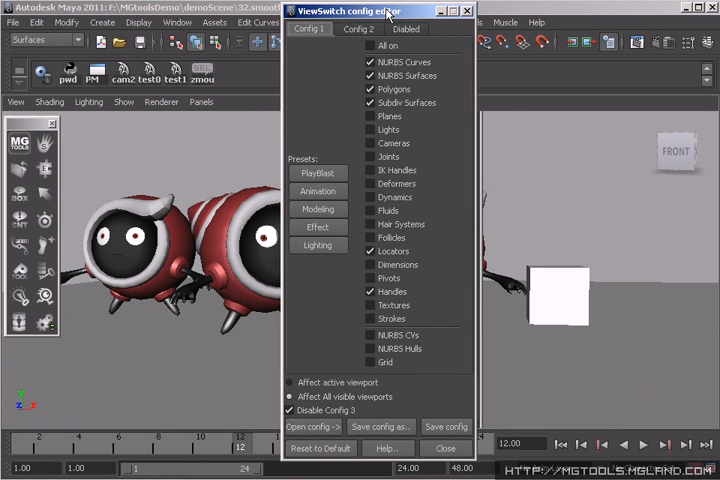 Autodesk Maya 2011: F:\MGtoolsDemo\demoScene\32.smooth
File Edit Modify Create Display Window Assets Edit Curves
Muscle Help
Surfaces
pwd PM cam2 test0 test1 zmou
SEL
View Shading Lighting Show Renderer Panels
MG TOOLS
BOX
CNT
TOOLS
FRONT
ViewSwitch config editor
Config 1 Config 2 Diabled
All on
NURBS Curves
NURBS Surfaces
Polygons
Subdiv Surfaces
Planes
Lights
Cameras
Joints
IK Handles
Deformers
Dynamics
Fluids
Hair Systems
Follicles
Locators
Dimensions
Pivots
Handles
Textures
Strokes
NURBS CVs
NURBS Hulls
Grid
Presets:
PlayBlast
Animation
Modeling
Effect
Lighting
Affect active viewport
Affect All visible viewports
Disable Config 3
Open config -> Save config as.. Save config
Reset to Default Help.. Close
2 4 6 8 10 12
12
12.00
1.00 1.00 1 24 24.00 48.00
HTTP://MGTOOLS.MGLAND.COM